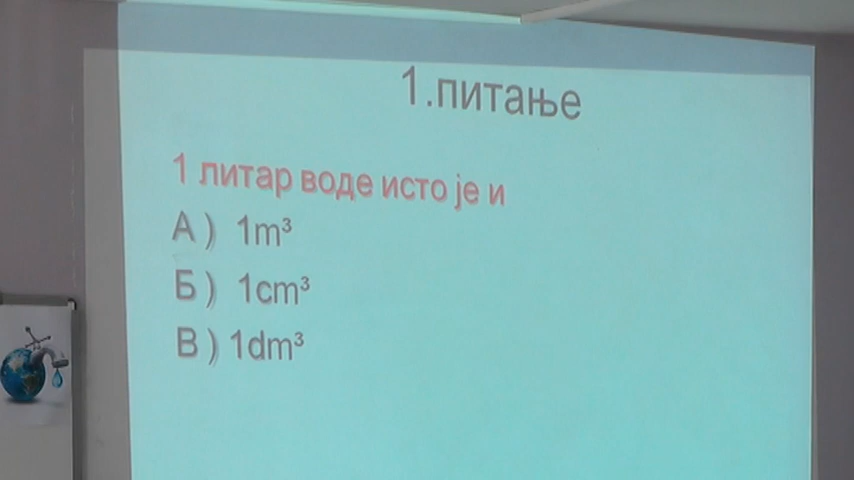 1.питање
1 литар воде исто је и
А ) 1m³
Б ) 1cm³
В ) 1dm³